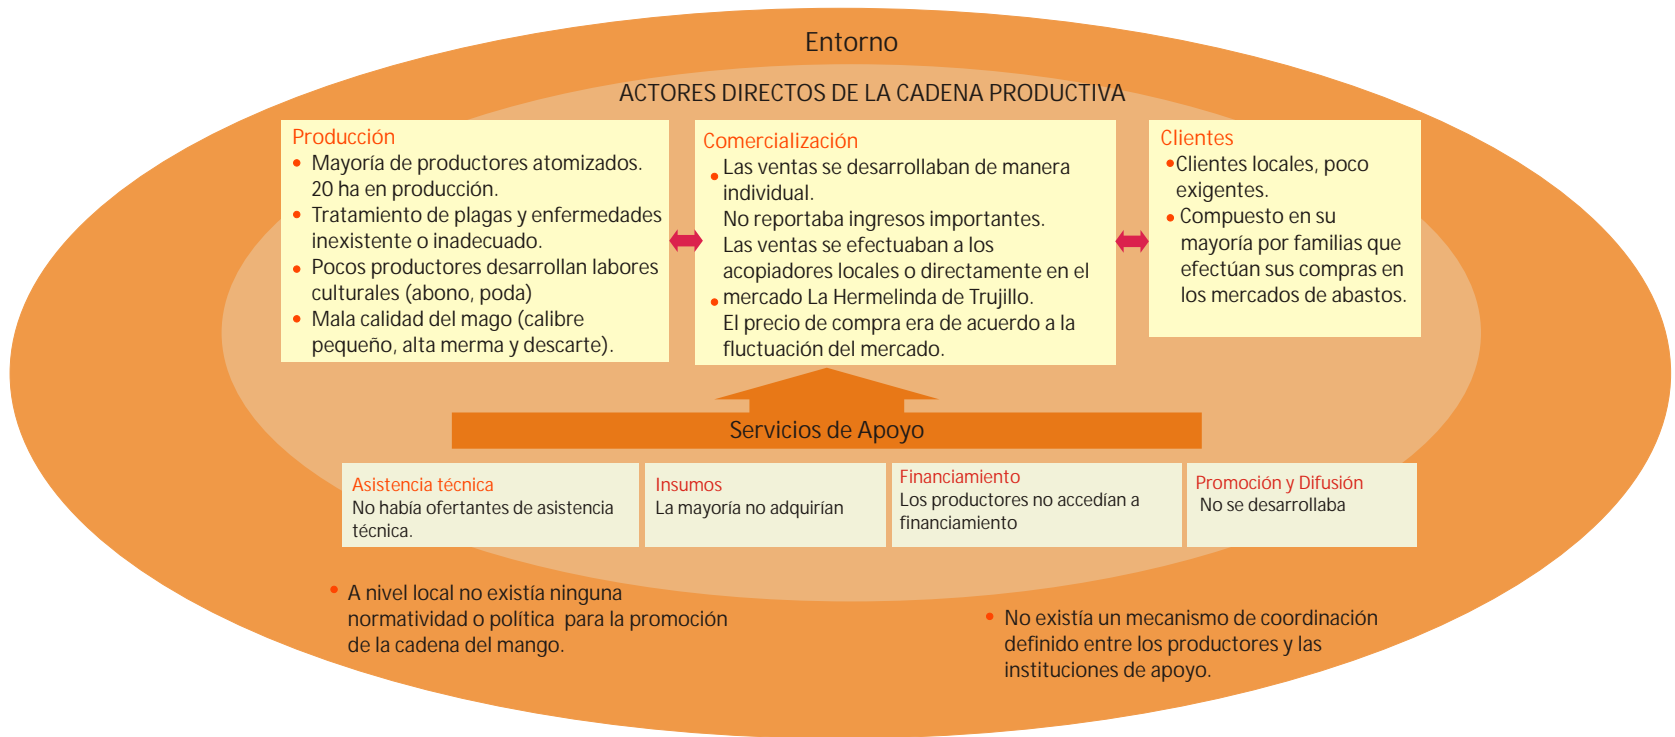 Entorno
ACTORES DIRECTOS DE LA CADENA PRODUCTIVA
Producción
• Mayoría de productores atomizados.
20 ha en producción.
• Tratamiento de plagas y enfermedades
inexistente o inadecuado.
• Pocos productores desarrollan labores
culturales (abono, poda)
• Mala calidad del mago (calibre
pequeño, alta merma y descarte).
Comercialización
• Las ventas se desarrollaban de manera
individual.
No reportaba ingresos importantes.
Las ventas se efectuaban a los
acopiadores locales o directamente en el
• mercado La Hermelinda de Trujillo.
El precio de compra era de acuerdo a la
fluctuación del mercado.
Clientes
•Clientes locales, poco
exigentes.
• Compuesto en su
mayoría por familias que
efectúan sus compras en
los mercados de abastos.
Servicios de Apoyo
Asistencia técnica
No había ofertantes de asistencia
técnica.
Insumos
La mayoría no adquirían
Financiamiento
Los productores no accedían a
financiamiento
Promoción y Difusión
No se desarrollaba
• A nivel local no existía ninguna
normatividad o política para la promoción
de la cadena del mango.
• No existía un mecanismo de coordinación
definido entre los productores y las
instituciones de apoyo.